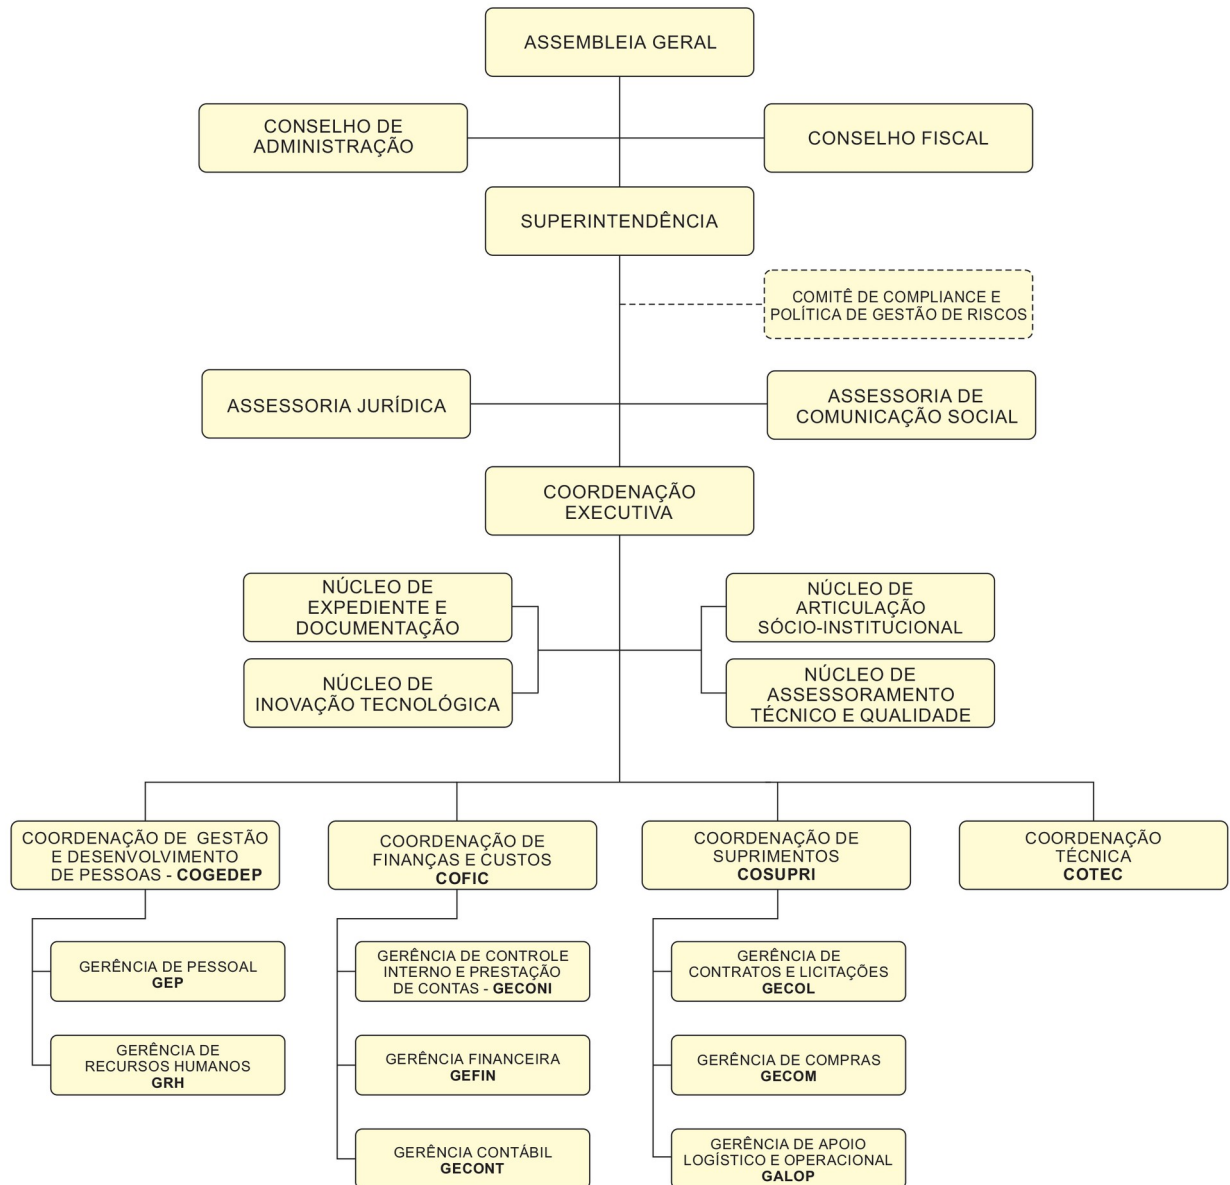 ASSEMBLEIA GERAL
CONSELHO DE
ADMINISTRAÇÃO
CONSELHO FISCAL
SUPERINTENDÊNCIA
COMITÊ DE COMPLIANCE E
POLÍTICA DE GESTÃO DE RISCOS
ASSESSORIA JURÍDICA
ASSESSORIA DE
COMUNICAÇÃO SOCIAL
COORDENAÇÃO
EXECUTIVA
NÚCLEO DE
EXPEDIENTE E
DOCUMENTAÇÃO
NÚCLEO DE
ARTICULAÇÃO
SÓCIO-INSTITUCIONAL
NÚCLEO DE
INOVAÇÃO TECNOLÓGICA
NÚCLEO DE
ASSESSORAMENTO
TÉCNICO E QUALIDADE
COORDENAÇÃO DE GESTÃO
E DESENVOLVIMENTO
DE PESSOAS - COGEDEP
COORDENAÇÃO DE
FINANÇAS E CUSTOS
COFIC
COORDENAÇÃO DE
SUPRIMENTOS
COSUPRI
COORDENAÇÃO
TÉCNICA
COTEC
GERÊNCIA DE PESSOAL
GEP
GERÊNCIA DE
RECURSOS HUMANOS
GRH
GERÊNCIA DE CONTROLE
INTERNO E PRESTAÇÃO
DE CONTAS - GECONI
GERÊNCIA FINANCEIRA
GEFIN
GERÊNCIA CONTÁBIL
GECONT
GERÊNCIA DE
CONTRATOS E LICITAÇÕES
GECOL
GERÊNCIA DE COMPRAS
GECOM
GERÊNCIA DE APOIO
LOGÍSTICO E OPERACIONAL
GALOP